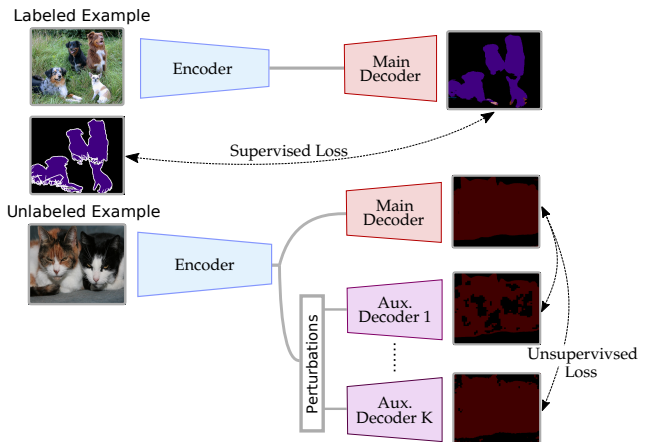 Labeled Example
Encoder
Main
Decoder
Supervised Loss
Unlabeled Example
Encoder
Main
Decoder
Perturbations
Aux.
Decoder 1
Unsupervivsed
Loss
Aux.
Decoder K